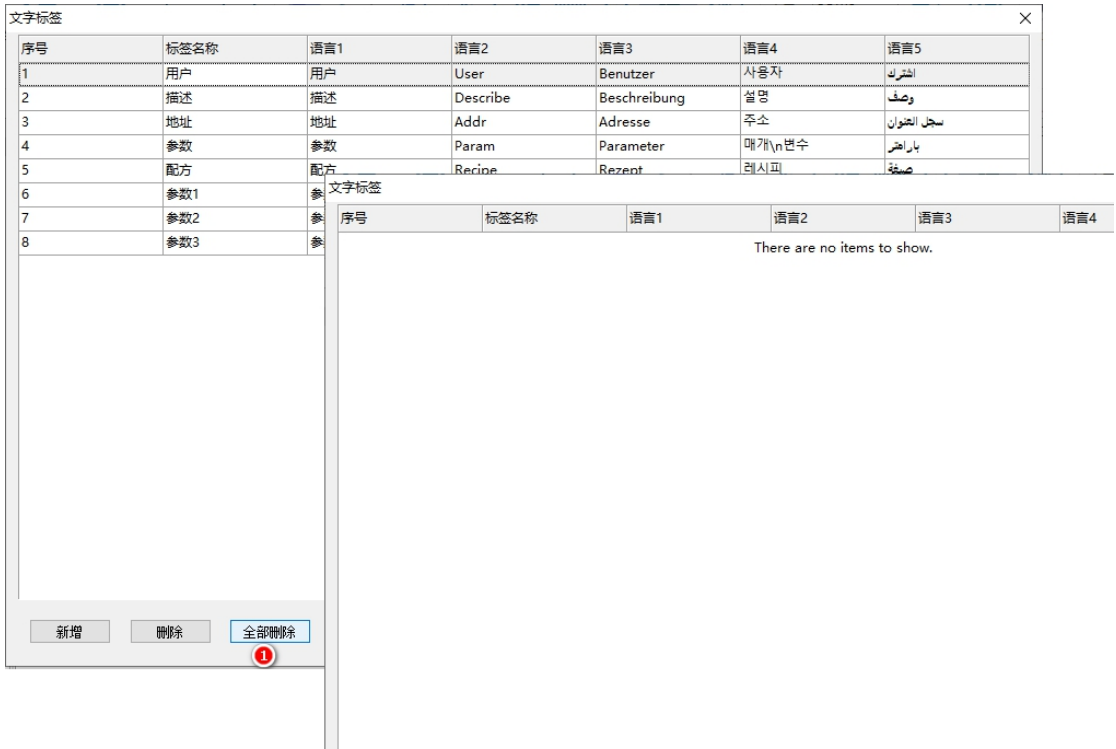 文字标签
序号 标签名称 语言1 语言2 语言3 语言4 语言5
1 用户 用户 User Benutzer 사용자 اشترك
2 描述 描述 Describe Beschreibung 설명 وصف
3 地址 地址 Addr Adresse 주소 سجل العنوان
4 参数 参数 Param Parameter 매개\n변수
5 配方 配方 Recipe Rezept 레시피 صيغة
6 参数1
7 参数2
8 参数3
新增 删除 全部删除
1
文字标签
序号 标签名称 语言1 语言2 语言3 语言4
There are no items to show.